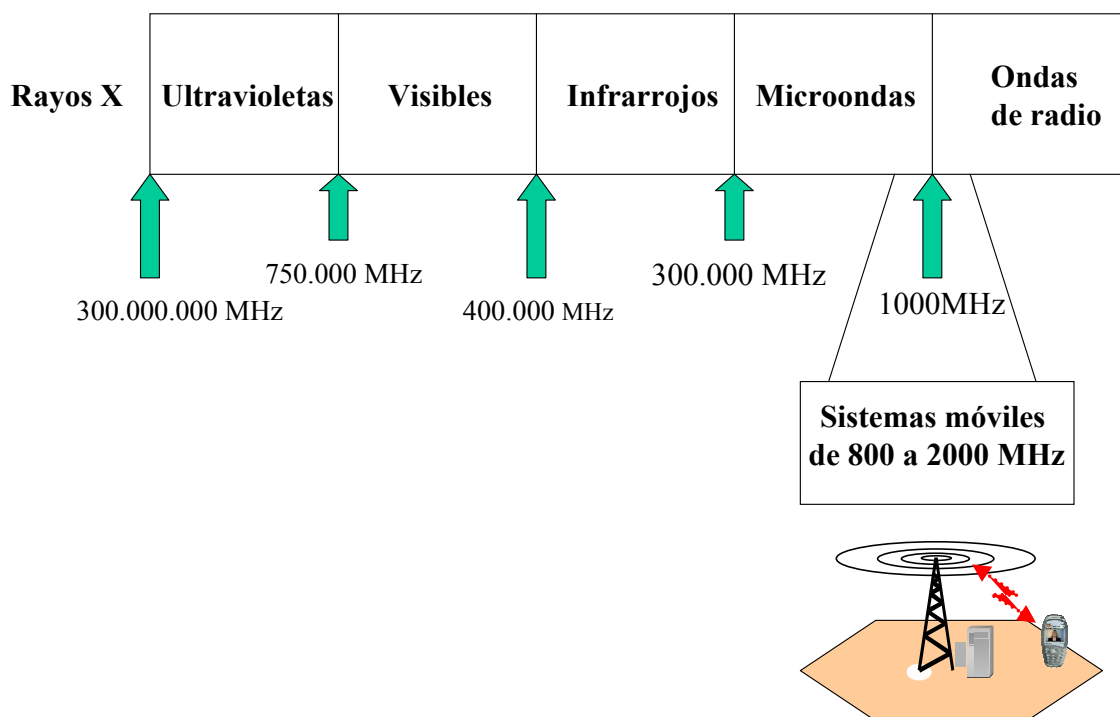 Rayos X
Ultravioletas
Visibles
Infrarrojos
Microondas
Ondas
de radio
300.000.000 MHz
750.000 MHz
400.000 MHz
300.000 MHz
1000MHz
Sistemas móviles
de 800 a 2000 MHz